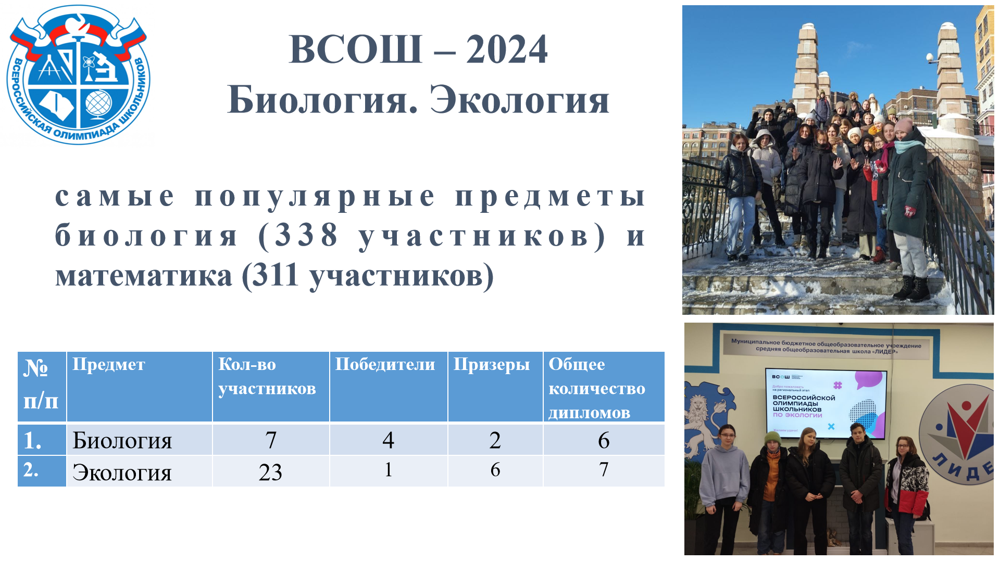 ВСЕРОССИЙСКАЯ ОЛИМПИАДА ШКОЛЬНИКОВ
ВСОШ – 2024
Биология. Экология
самые популярные предметы
биология (338 участников) и
математика (311 участников)
№ п/п Предмет Кол-во участников Победители Призеры Общее количество дипломов
1. Биология 7 4 2 6
2. Экология 23 1 6 7
Муниципальное бюджетное общеобразовательное учреждение
средняя общеобразовательная школа «ЛИДЕР»
ВСОШ
Добро пожаловать
на региональный этап
ВСЕРОССИЙСКОЙ
ОЛИМПИАДЫ
ШКОЛЬНИКОВ
ПО ЭКОЛОГИИ
Желаем удачи!
ЛИДЕ